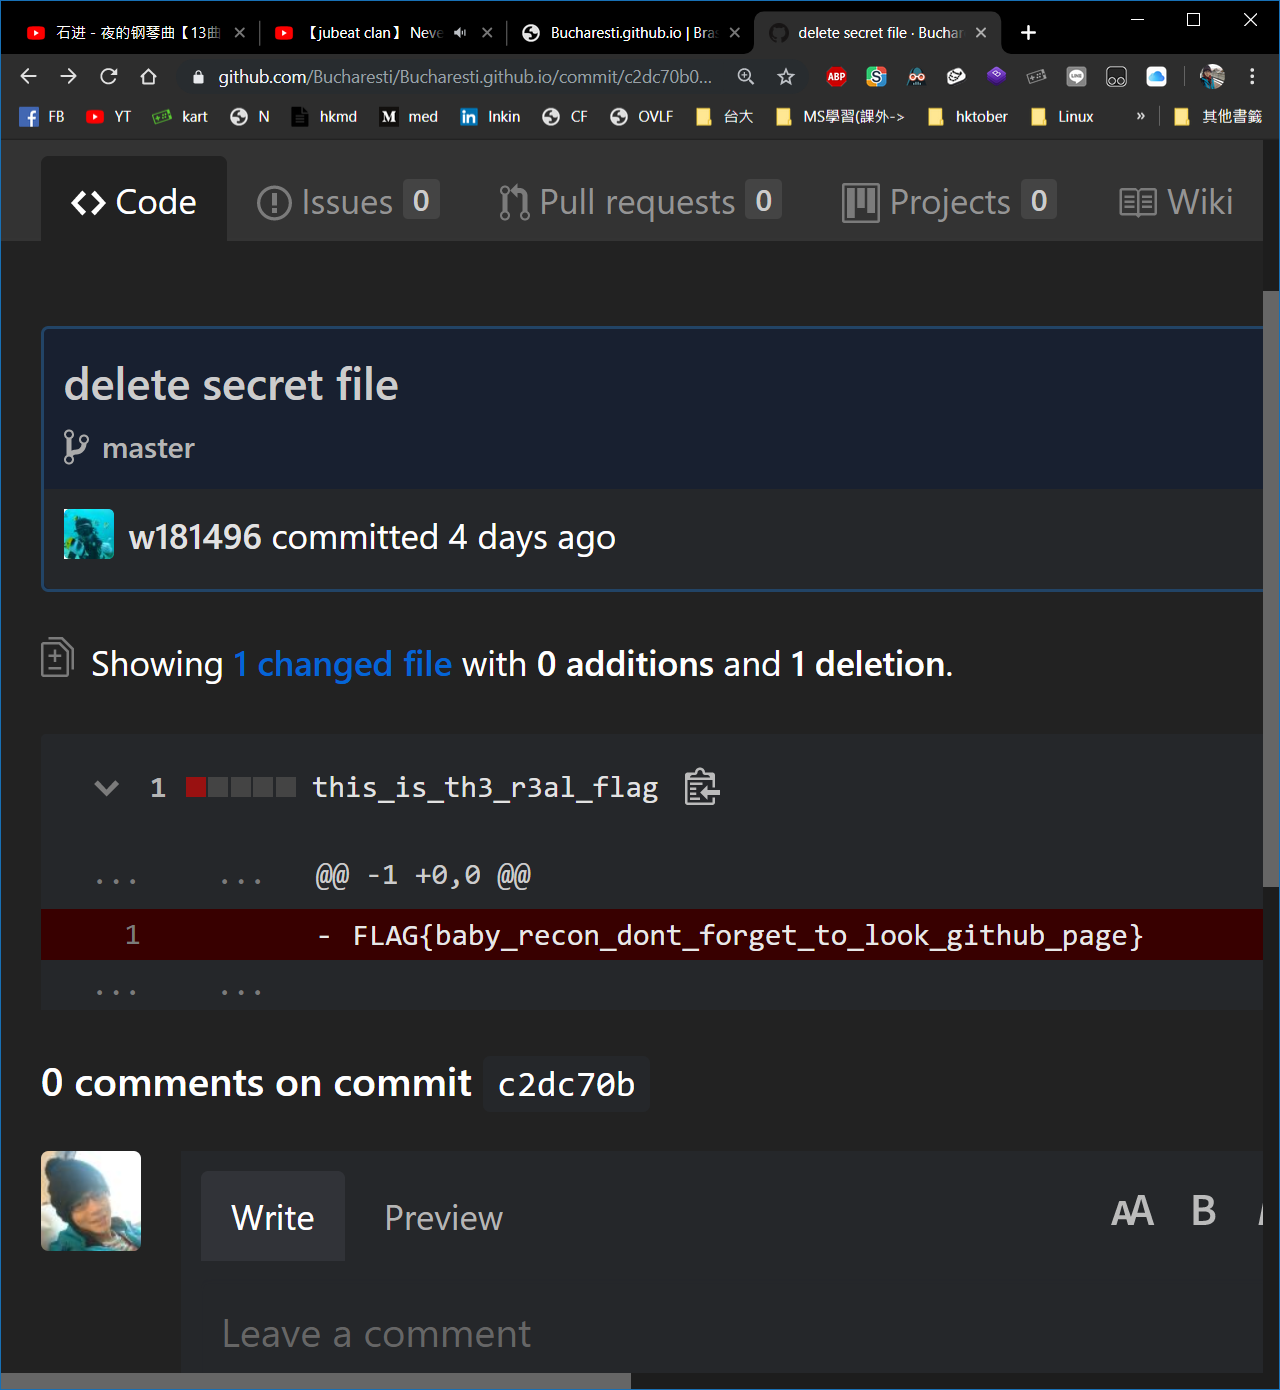 石进 - 夜的钢琴曲【13曲
【jubeat clan】Neve
Bucharesti.github.io | Bras
delete secret file · Buchar
github.com/Bucharesti/Bucharesti.github.io/commit/c2dc70b0...
ABP
FB YT kart N hkmd M med in lnkin CF OVLF 台大 MS學習(課外-> hktober Linux » 其他書籤
Code Issues 0 Pull requests 0 Projects 0 Wiki
delete secret file
master
w181496 committed 4 days ago
Showing 1 changed file with 0 additions and 1 deletion.
1 this_is_th3_r3al_flag
... ... @@ -1 +0,0 @@
1 - FLAG{baby_recon_dont_forget_to_look_github_page}
... ...
0 comments on commit c2dc70b
Write Preview AA B
Leave a comment